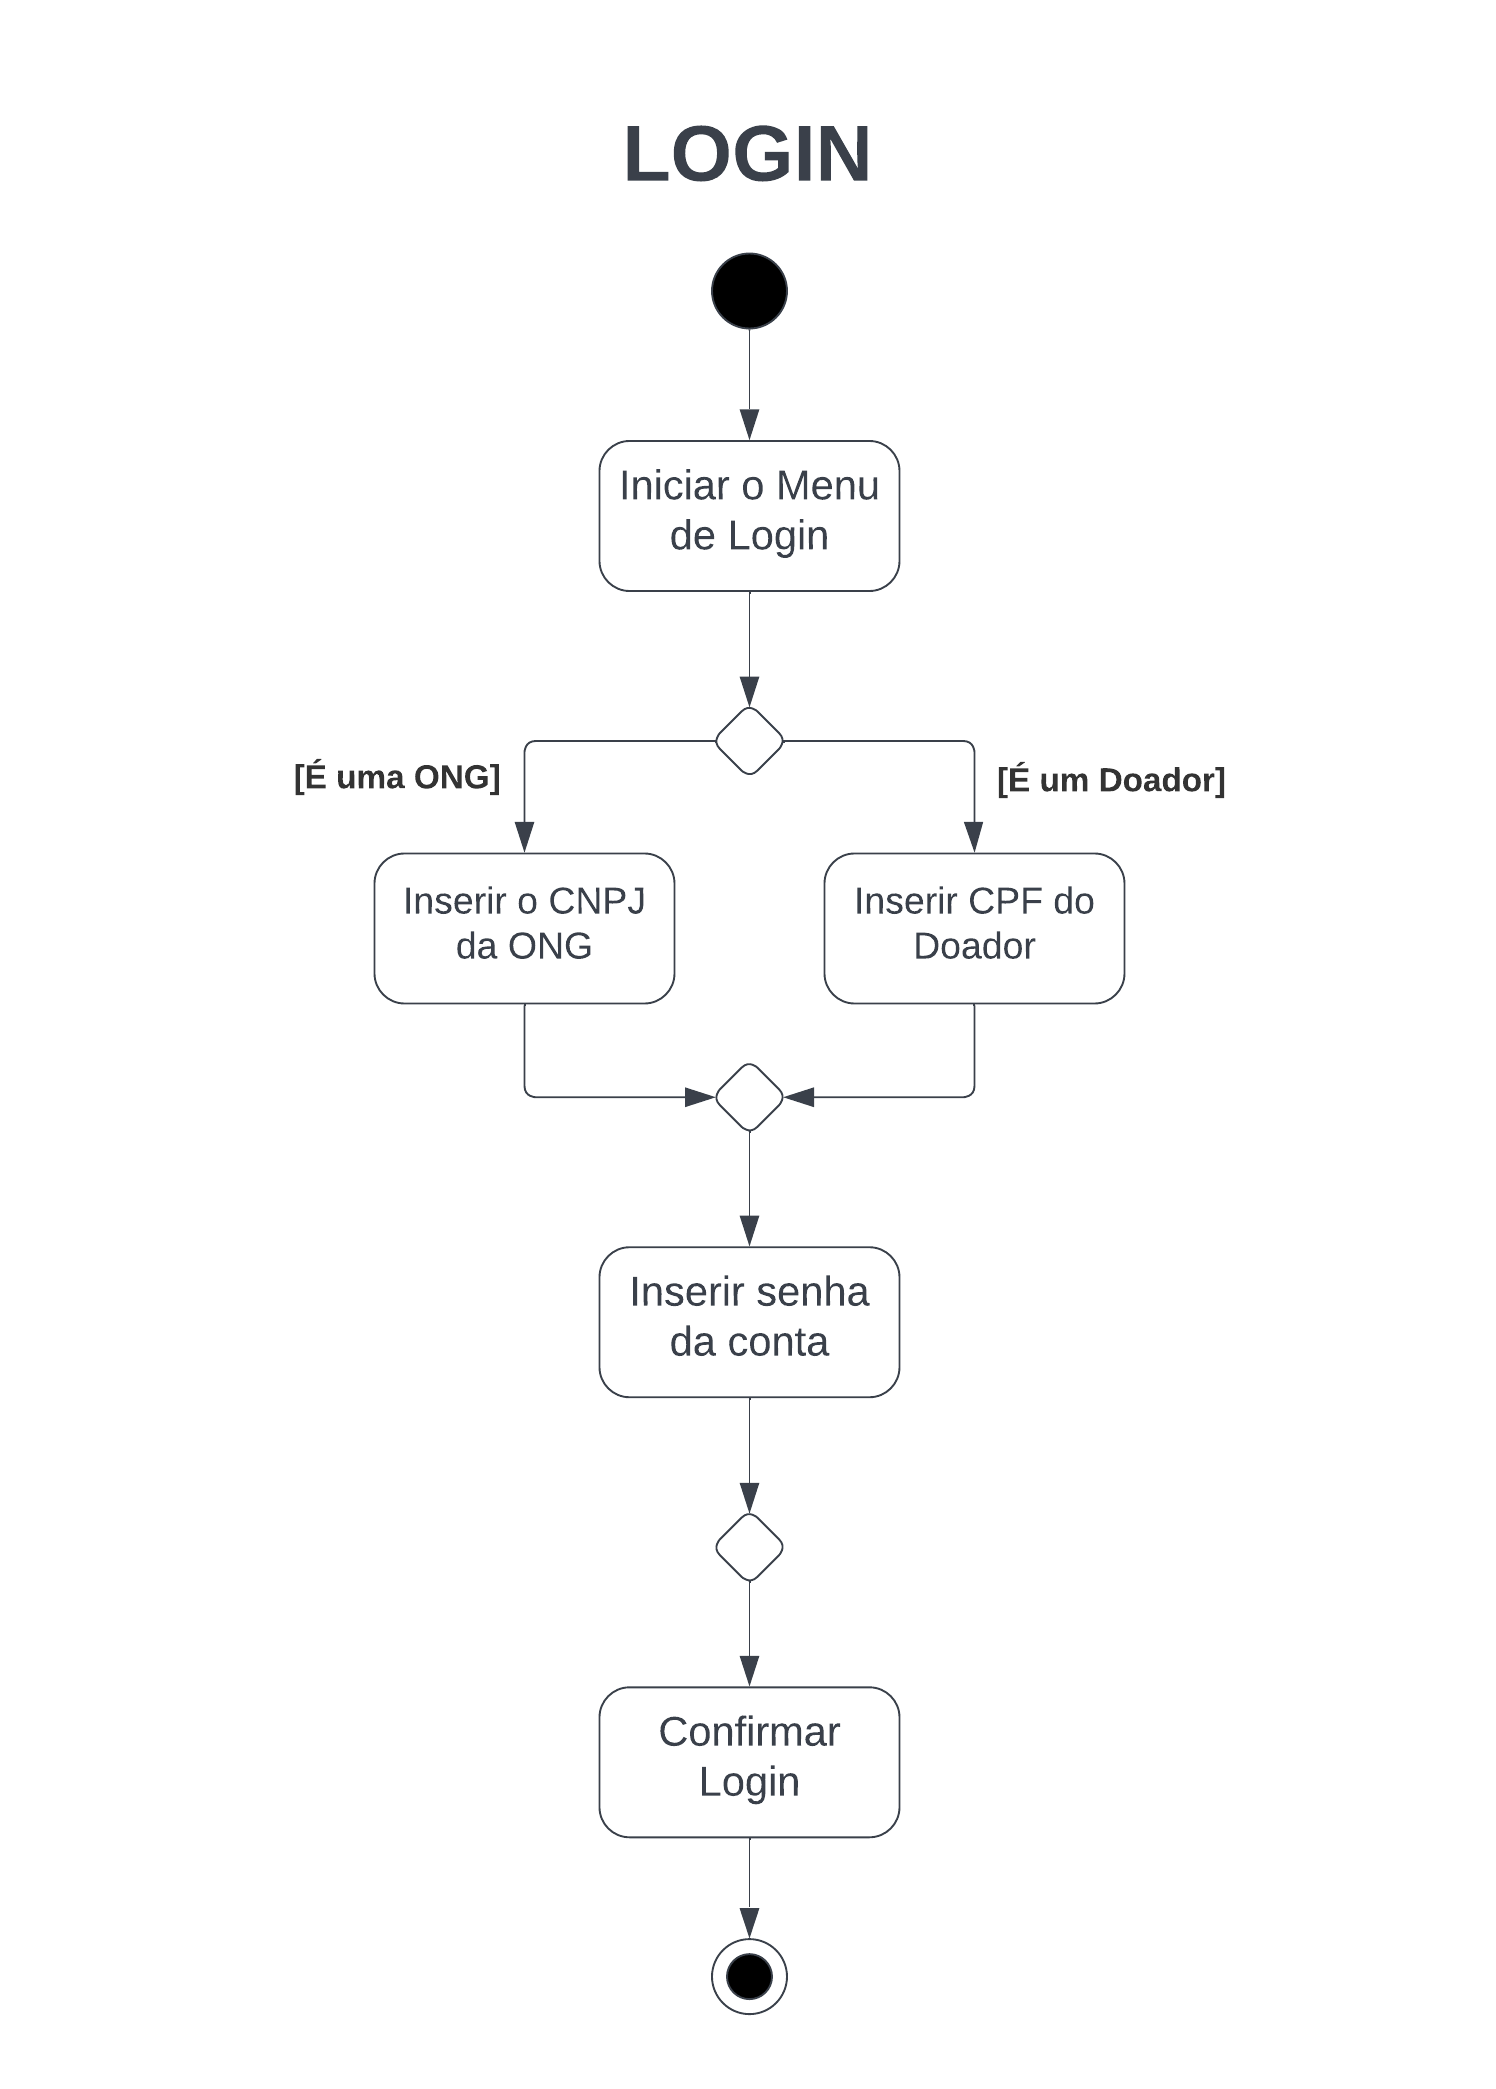 LOGIN
Iniciar o Menu
de Login
[É uma ONG]
[É um Doador]
Inserir o CNPJ
da ONG
Inserir CPF do
Doador
Inserir senha
da conta
Confirmar
Login